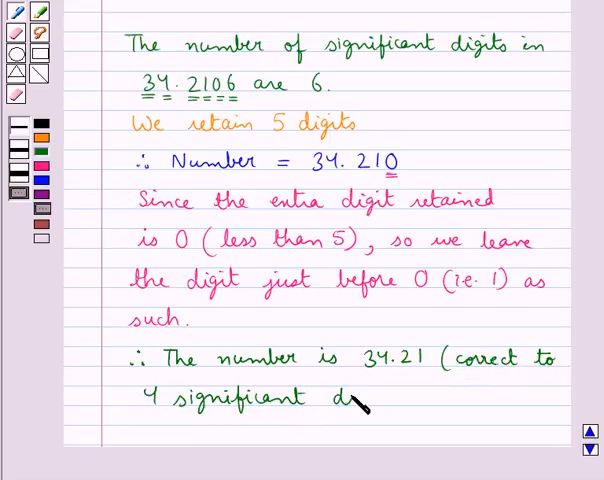 The number of significant digits in
34.2106 are 6.
We retain 5 digits
∴ Number = 34.210
Since the extra digit retained
is 0 (less than 5), so we leave
the digit just before 0 (i.e. 1) as
such.
∴ The number is 34.21 (correct to
4 significant d